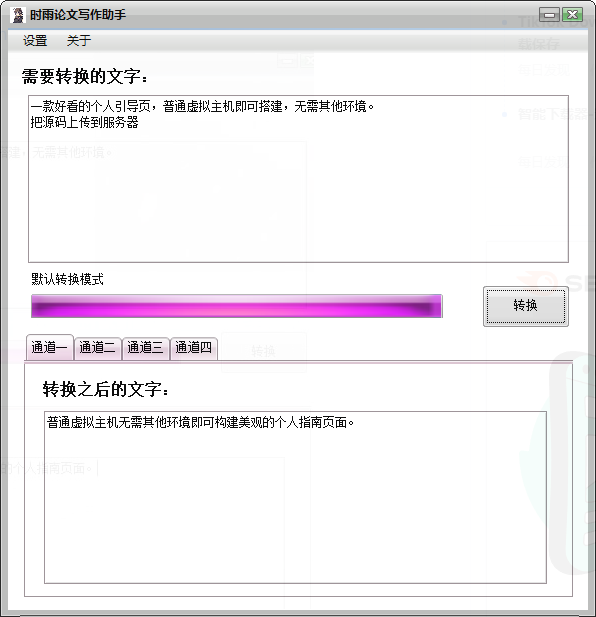 时雨论文写作助手
设置 关于
需要转换的文字：
一款好看的个人引导页，普通虚拟主机即可搭建，无需其他环境。
把源码上传到服务器
默认转换模式
转换
通道一 通道二 通道三 通道四
转换之后的文字：
普通虚拟主机无需其他环境即可构建美观的个人指南页面。